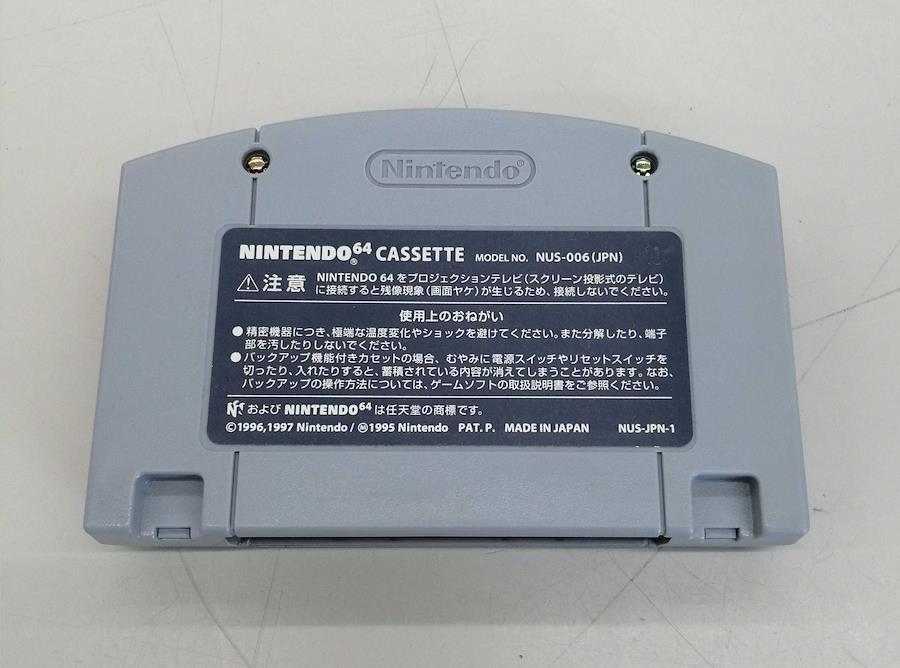 Nintendo®
NINTENDO64® CASSETTE MODEL NO. NUS-006(JPN)
⚠注意 NINTENDO 64をプロジェクションテレビ(スクリーン投影式のテレビ)
に接続すると残像現象(画面ヤケ)が生じるため、接続しないでください。
使用上のおねがい
●精密機器につき、極端な温度変化やショックを避けてください。また分解したり、端子
部を汚したりしないでください。
●バックアップ機能付きカセットの場合、むやみに電源スイッチやリセットスイッチを
切ったり、入れたりすると、蓄積されている内容が消えてしまうことがあります。なお、
バックアップの操作方法については、ゲームソフトの取扱説明書をご参照ください。
および NINTENDO64 は任天堂の商標です。
©1996,1997 Nintendo / Ⓜ1995 Nintendo PAT. P. MADE IN JAPAN NUS-JPN-1